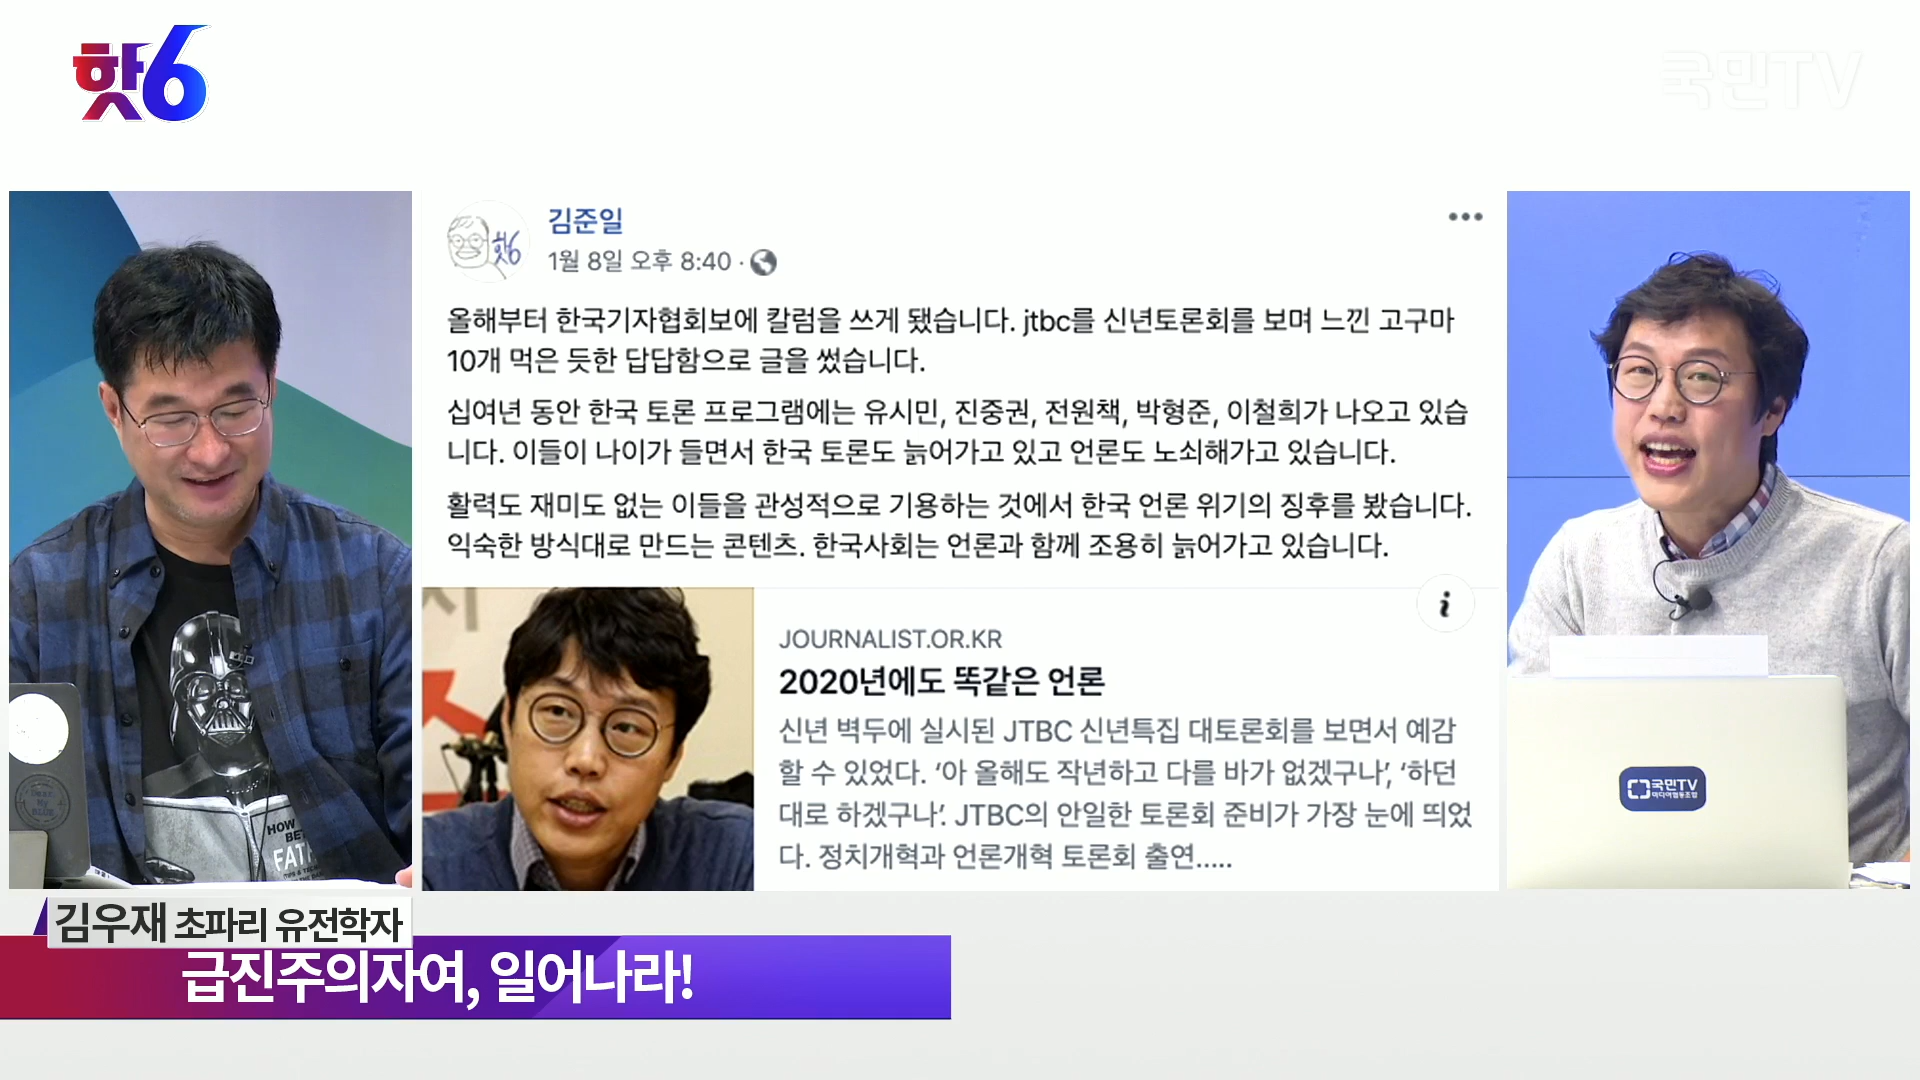 핫6
국민TV
김준일
1월 8일 오후 8:40 ·
핫6
올해부터 한국기자협회보에 칼럼을 쓰게 됐습니다. jtbc를 신년토론회를 보며 느낀 고구마
10개 먹은 듯한 답답함으로 글을 썼습니다.
십여년 동안 한국 토론 프로그램에는 유시민, 진중권, 전원책, 박형준, 이철희가 나오고 있습
니다. 이들이 나이가 들면서 한국 토론도 늙어가고 있고 언론도 노쇠해가고 있습니다.
활력도 재미도 없는 이들을 관성적으로 기용하는 것에서 한국 언론 위기의 징후를 봤습니다.
익숙한 방식대로 만드는 콘텐츠. 한국사회는 언론과 함께 조용히 늙어가고 있습니다.
i
JOURNALIST.OR.KR
2020년에도 똑같은 언론
신년 벽두에 실시된 JTBC 신년특집 대토론회를 보면서 예감
할 수 있었다. ‘아 올해도 작년하고 다를 바가 없겠구나’, ‘하던
대로 하겠구나’. JTBC의 안일한 토론회 준비가 가장 눈에 띄었
다. 정치개혁과 언론개혁 토론회 출연.....
HOW
BE
FAT
My
BLUE
국민TV
미디어협동조합
김우재 초파리 유전학자
급진주의자여, 일어나라!